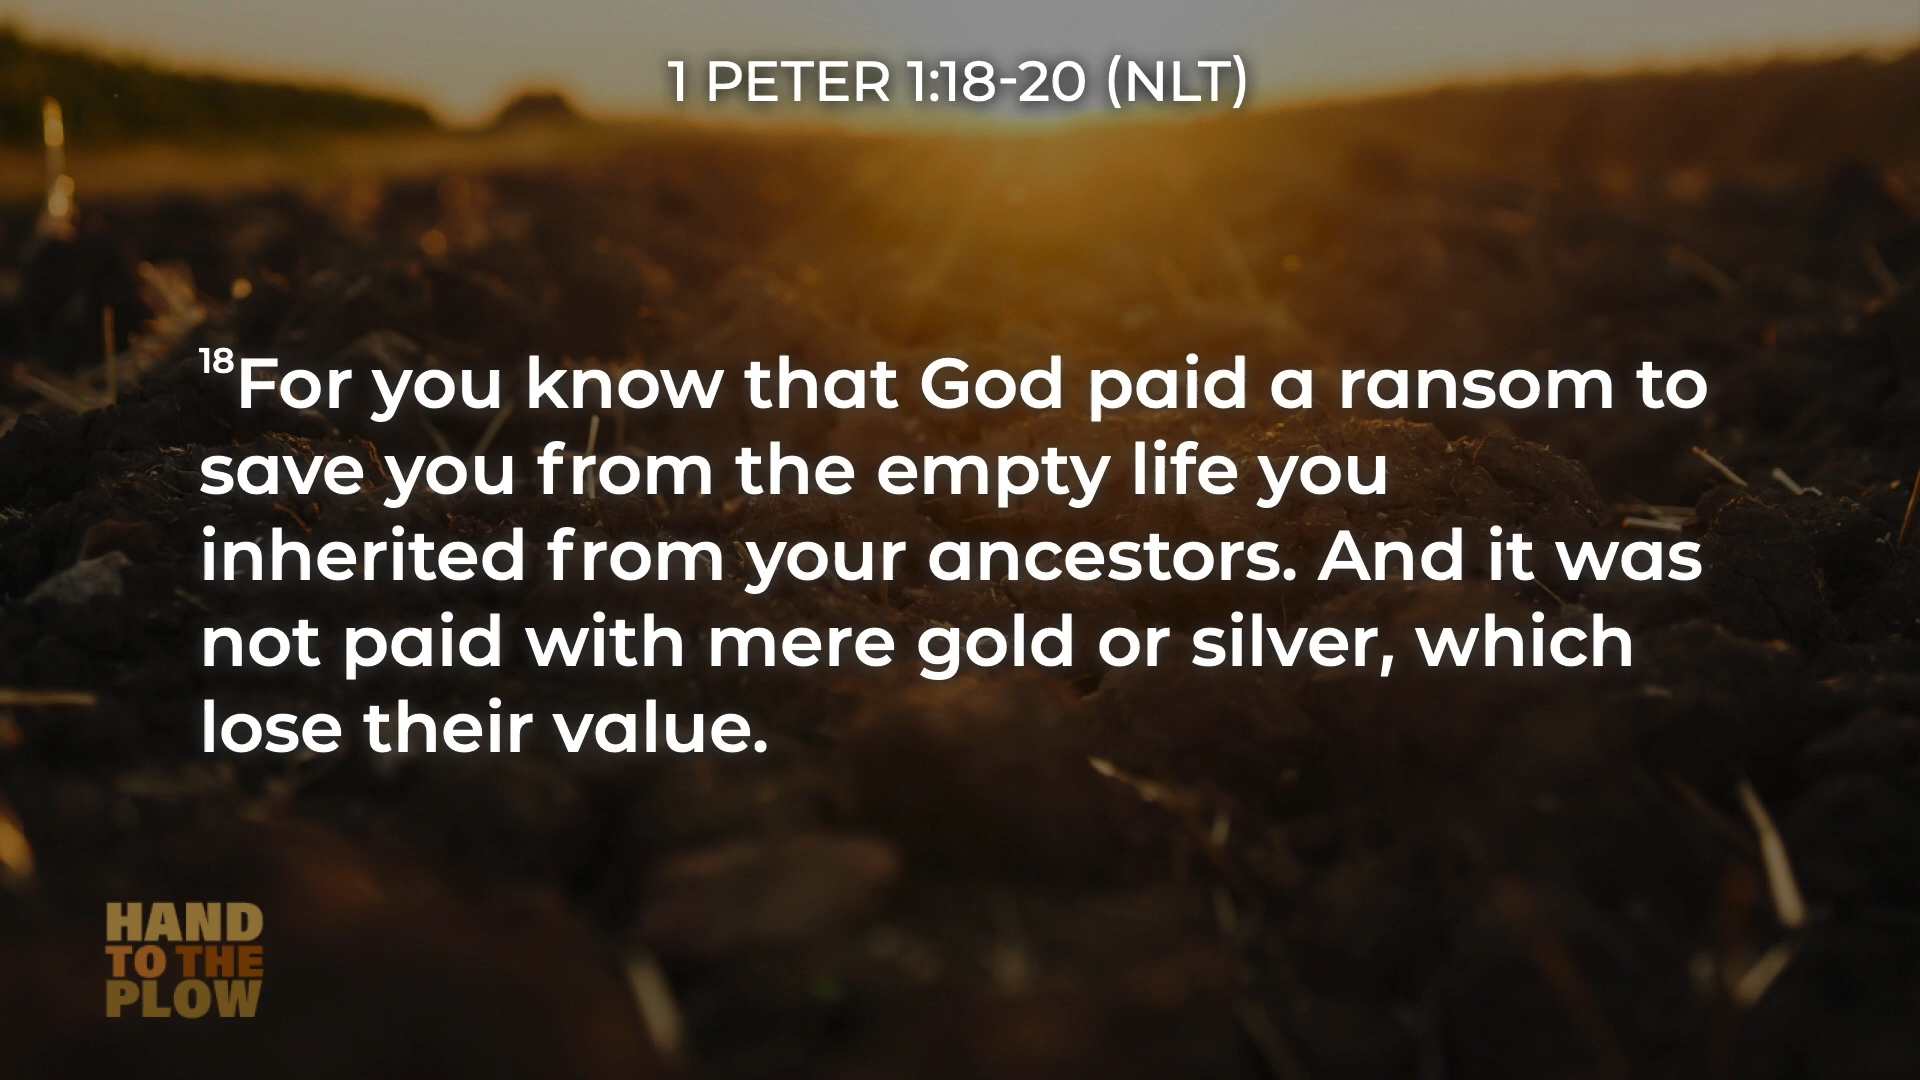 1 PETER 1:18-20 (NLT)
18For you know that God paid a ransom to
save you from the empty life you
inherited from your ancestors. And it was
not paid with mere gold or silver, which
lose their value.
HAND
TO THE
PLOW